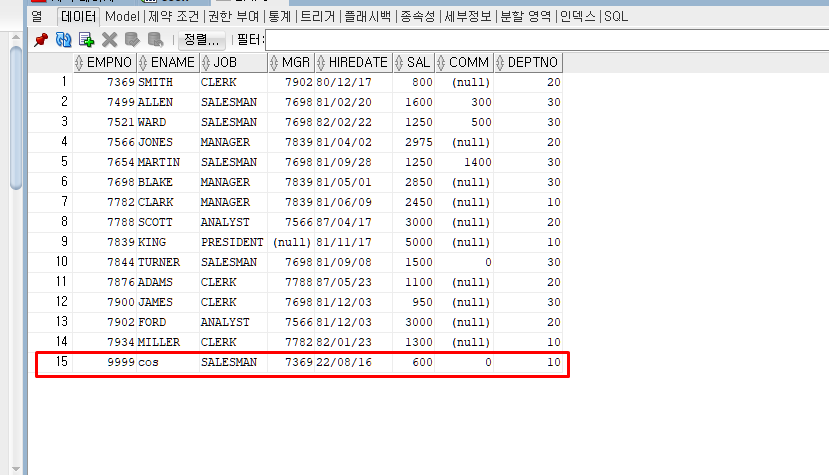 열 데이터 Model | 제약 조건 | 권한 부여 | 통계 | 트리거 | 플래시백 | 종속성 | 세부정보 | 분할 영역 | 인덱스 | SQL
정렬... 필터:
EMPNO ENAME JOB MGR HIREDATE SAL COMM DEPTNO
1 7369 SMITH CLERK 7902 80/12/17 800 (null) 20
2 7499 ALLEN SALESMAN 7698 81/02/20 1600 300 30
3 7521 WARD SALESMAN 7698 82/02/22 1250 500 30
4 7566 JONES MANAGER 7839 81/04/02 2975 (null) 20
5 7654 MARTIN SALESMAN 7698 81/09/28 1250 1400 30
6 7698 BLAKE MANAGER 7839 81/05/01 2850 (null) 30
7 7782 CLARK MANAGER 7839 81/06/09 2450 (null) 10
8 7788 SCOTT ANALYST 7566 87/04/17 3000 (null) 20
9 7839 KING PRESIDENT (null) 81/11/17 5000 (null) 10
10 7844 TURNER SALESMAN 7698 81/09/08 1500 0 30
11 7876 ADAMS CLERK 7788 87/05/23 1100 (null) 20
12 7900 JAMES CLERK 7698 81/12/03 950 (null) 30
13 7902 FORD ANALYST 7566 81/12/03 3000 (null) 20
14 7934 MILLER CLERK 7782 82/01/23 1300 (null) 10
15 9999 cos SALESMAN 7369 22/08/16 600 0 10